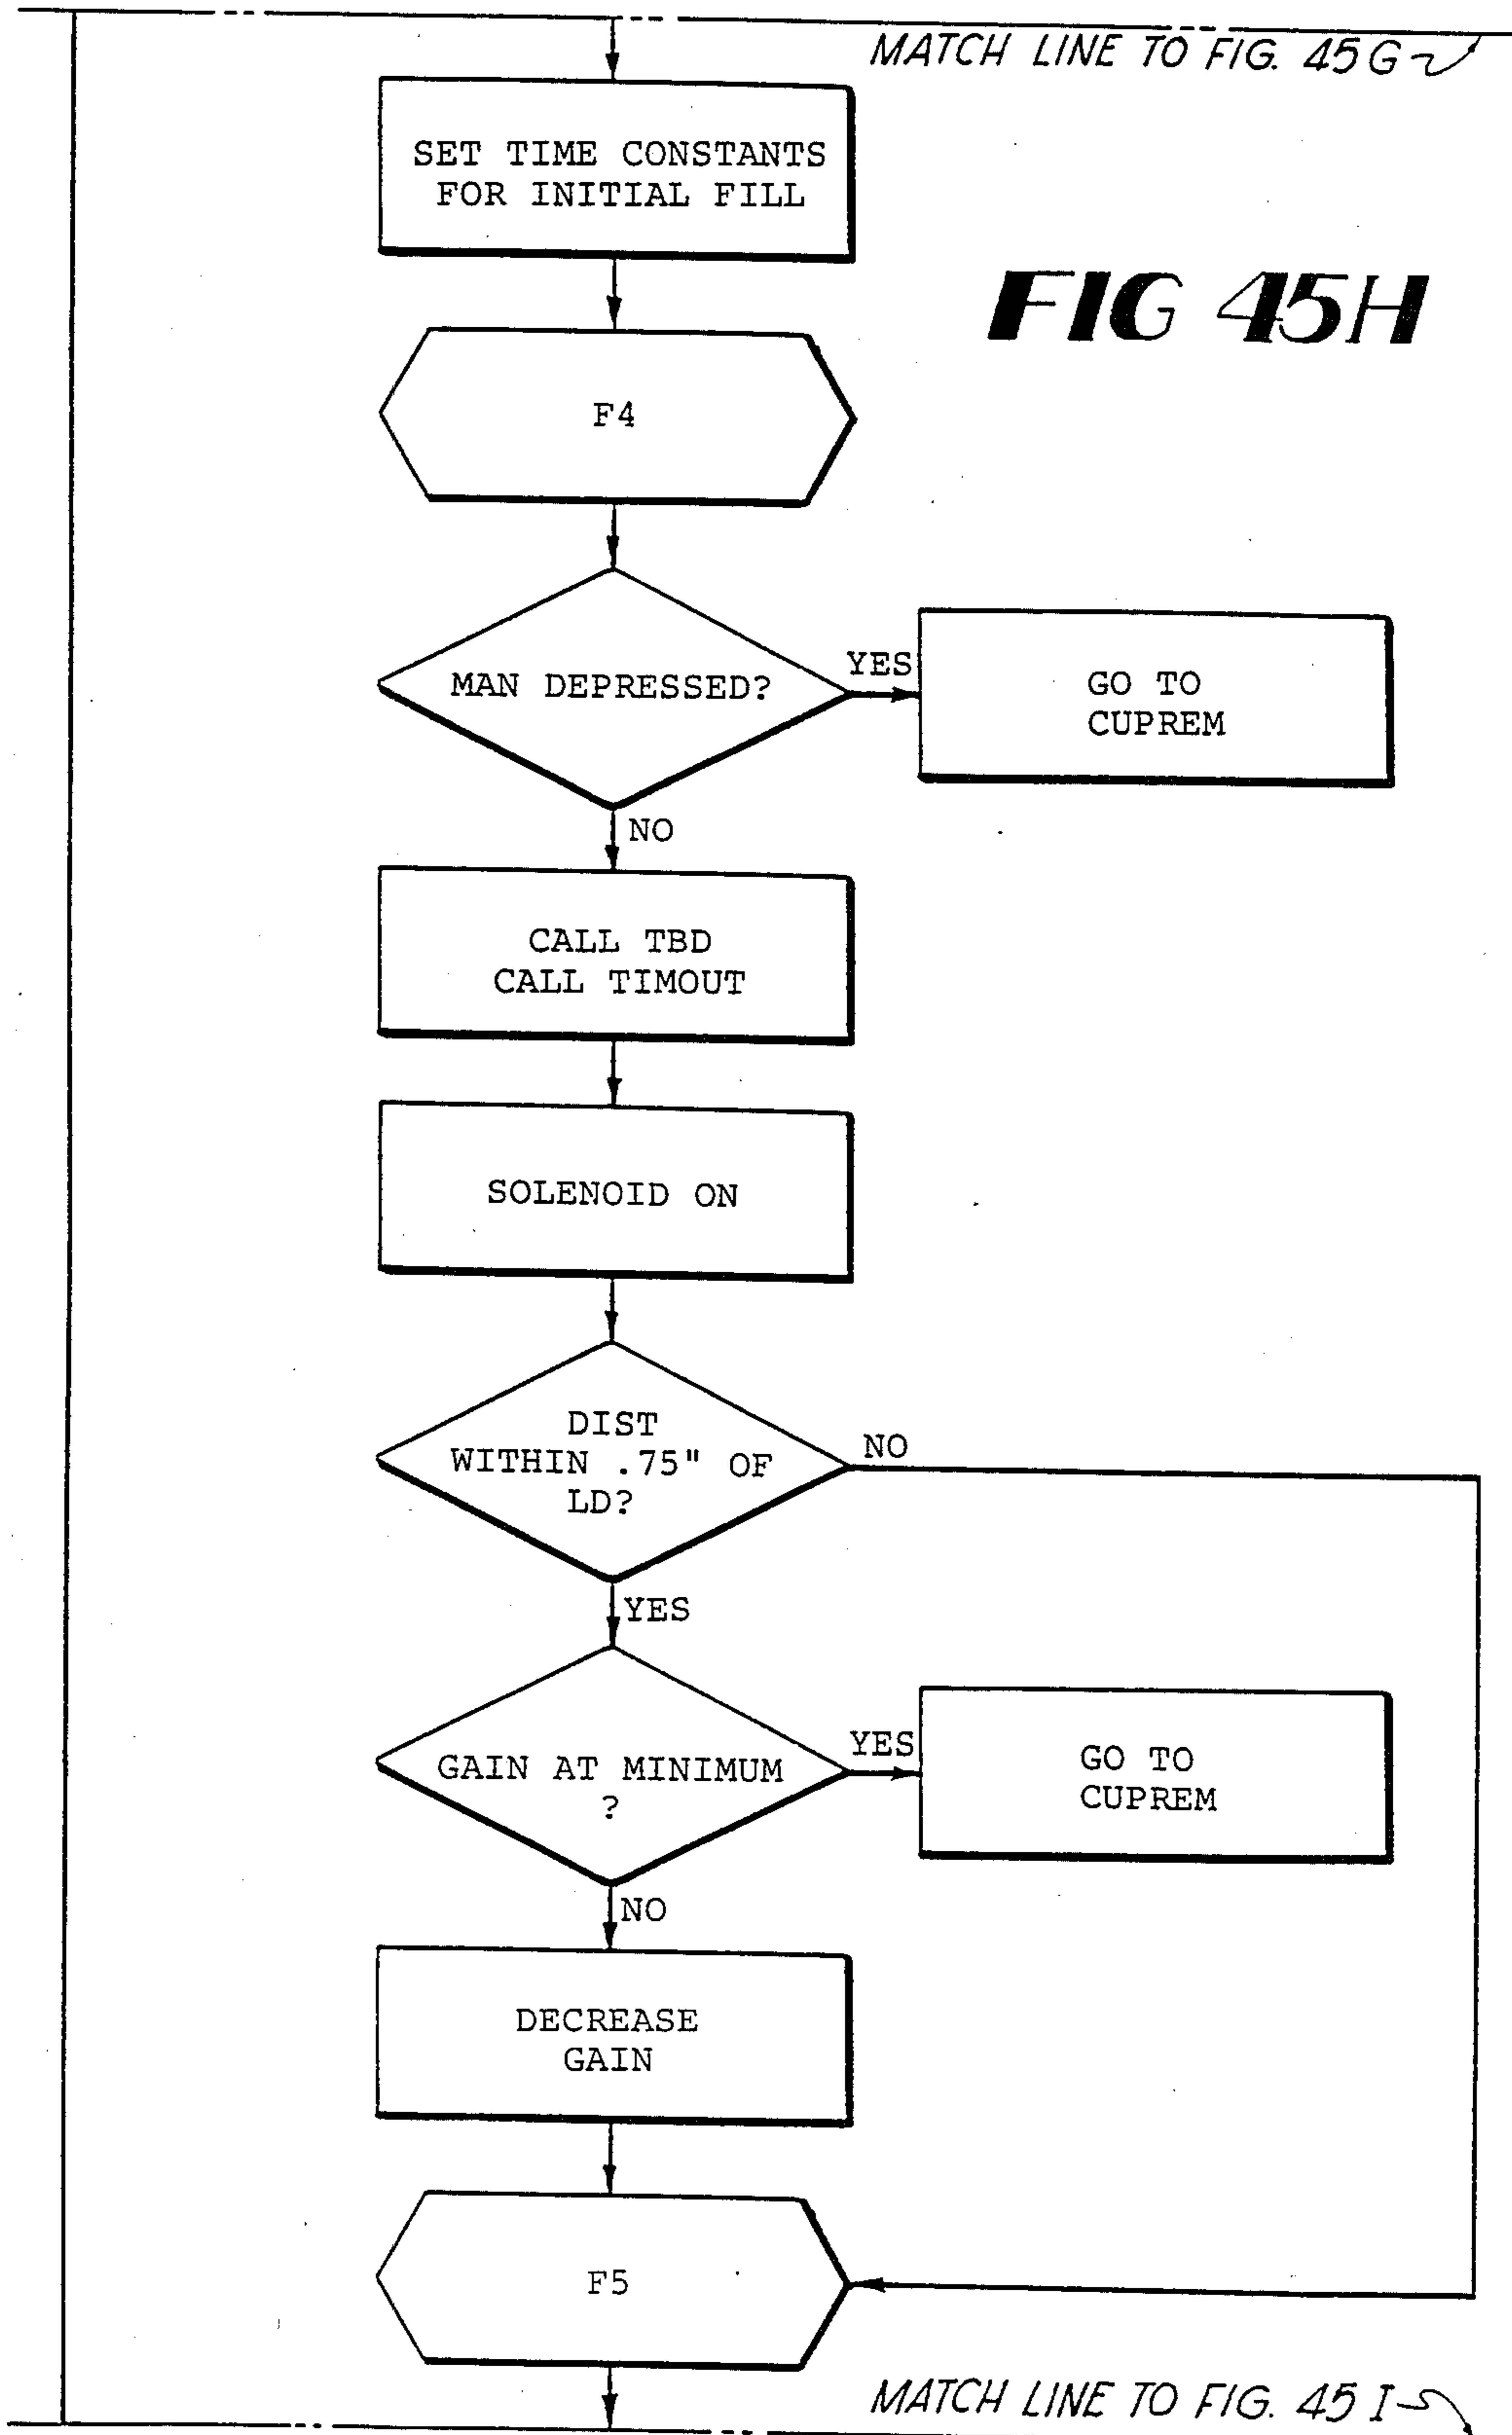 MATCH LINE TO FIG. 45G
SET TIME CONSTANTS
FOR INITIAL FILL
FIG 45H
F4
MAN DEPRESSED?
YES
GO TO
CUPREM
NO
CALL TBD
CALL TIMOUT
SOLENOID ON
DIST
WITHIN .75" OF
LD?
NO
YES
GAIN AT MINIMUM
?
YES
GO TO
CUPREM
NO
DECREASE
GAIN
F5
MATCH LINE TO FIG. 45 I